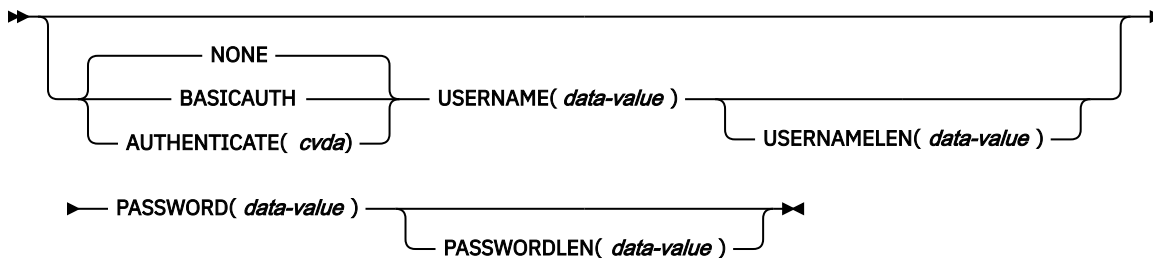 NONE
BASICAUTH USERNAME( data-value )
AUTHENTICATE( cvda) USERNAMELEN( data-value )
PASSWORD( data-value )
PASSWORDLEN( data-value )